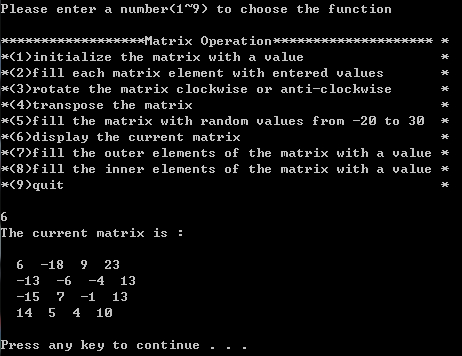 Please enter a number(1~9) to choose the function
******************Matrix Operation******************** *
*(1)initialize the matrix with a value *
*(2)fill each matrix element with entered values *
*(3)rotate the matrix clockwise or anti-clockwise *
*(4)transpose the matrix *
*(5)fill the matrix with random values from -20 to 30 *
*(6)display the current matrix *
*(7)fill the outer elements of the matrix with a value *
*(8)fill the inner elements of the matrix with a value *
*(9)quit *
6
The current matrix is :
6 -18 9 23
-13 -6 -4 13
-15 7 -1 13
14 5 4 10
Press any key to continue . . .